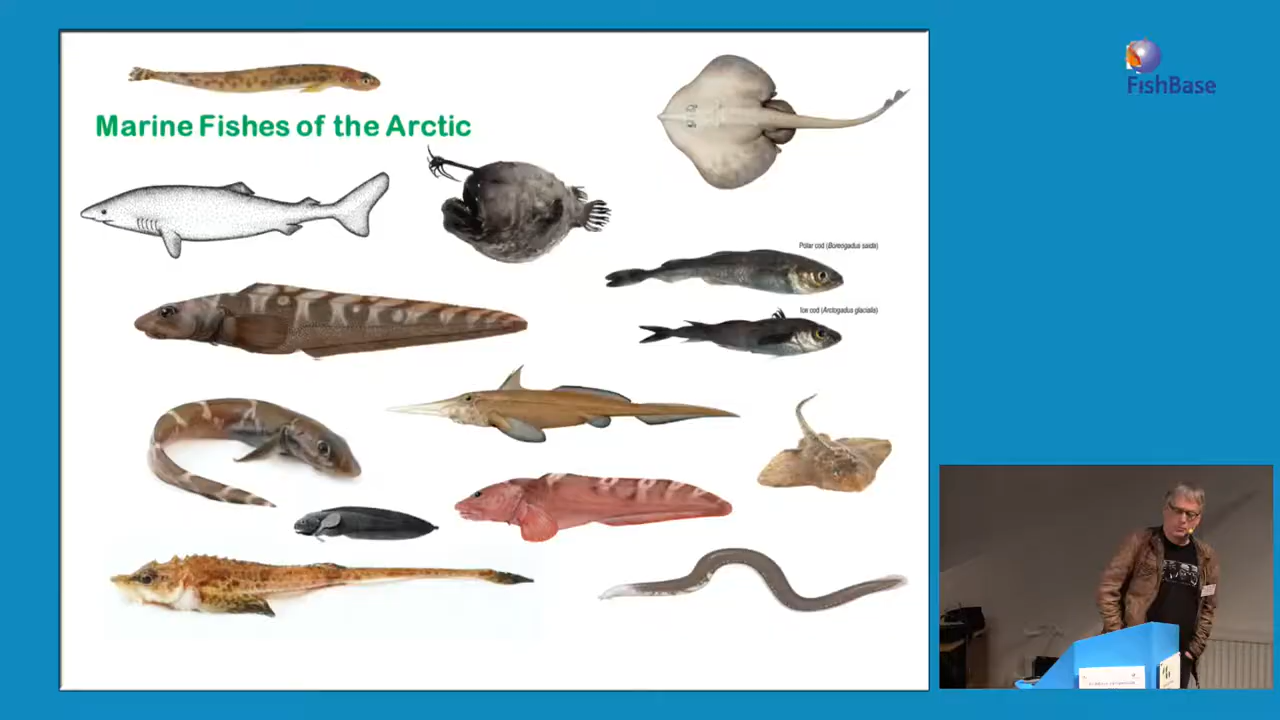 FishBase
Marine Fishes of the Arctic
Polar cod (Boreogadus saida)
Ice cod (Arctogadus glacialis)